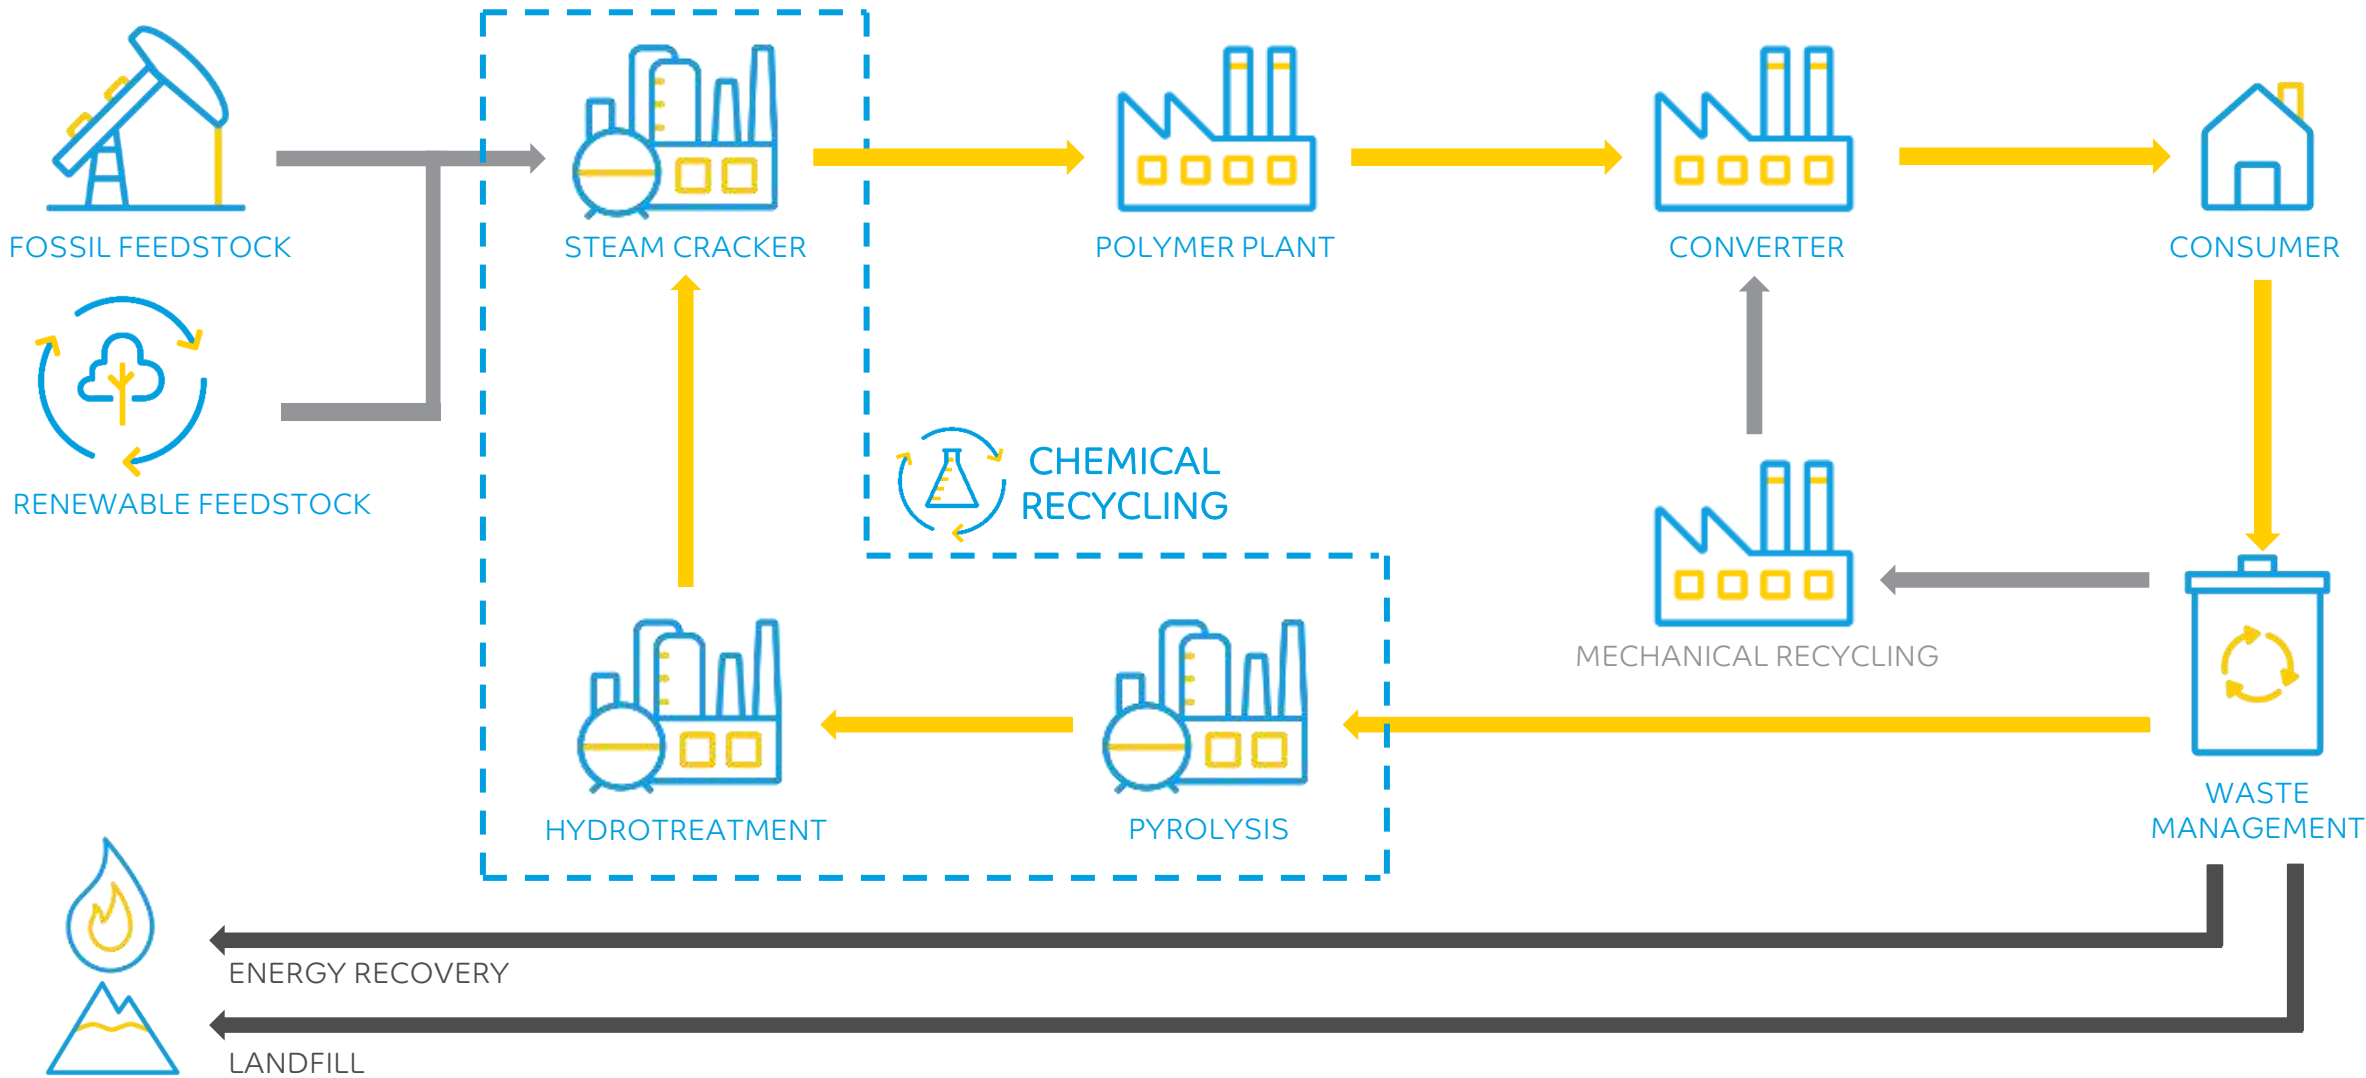 FOSSIL FEEDSTOCK
STEAM CRACKER
POLYMER PLANT
CONVERTER
CONSUMER
RENEWABLE FEEDSTOCK
CHEMICAL
RECYCLING
MECHANICAL RECYCLING
HYDROTREATMENT
PYROLYSIS
WASTE
MANAGEMENT
ENERGY RECOVERY
LANDFILL